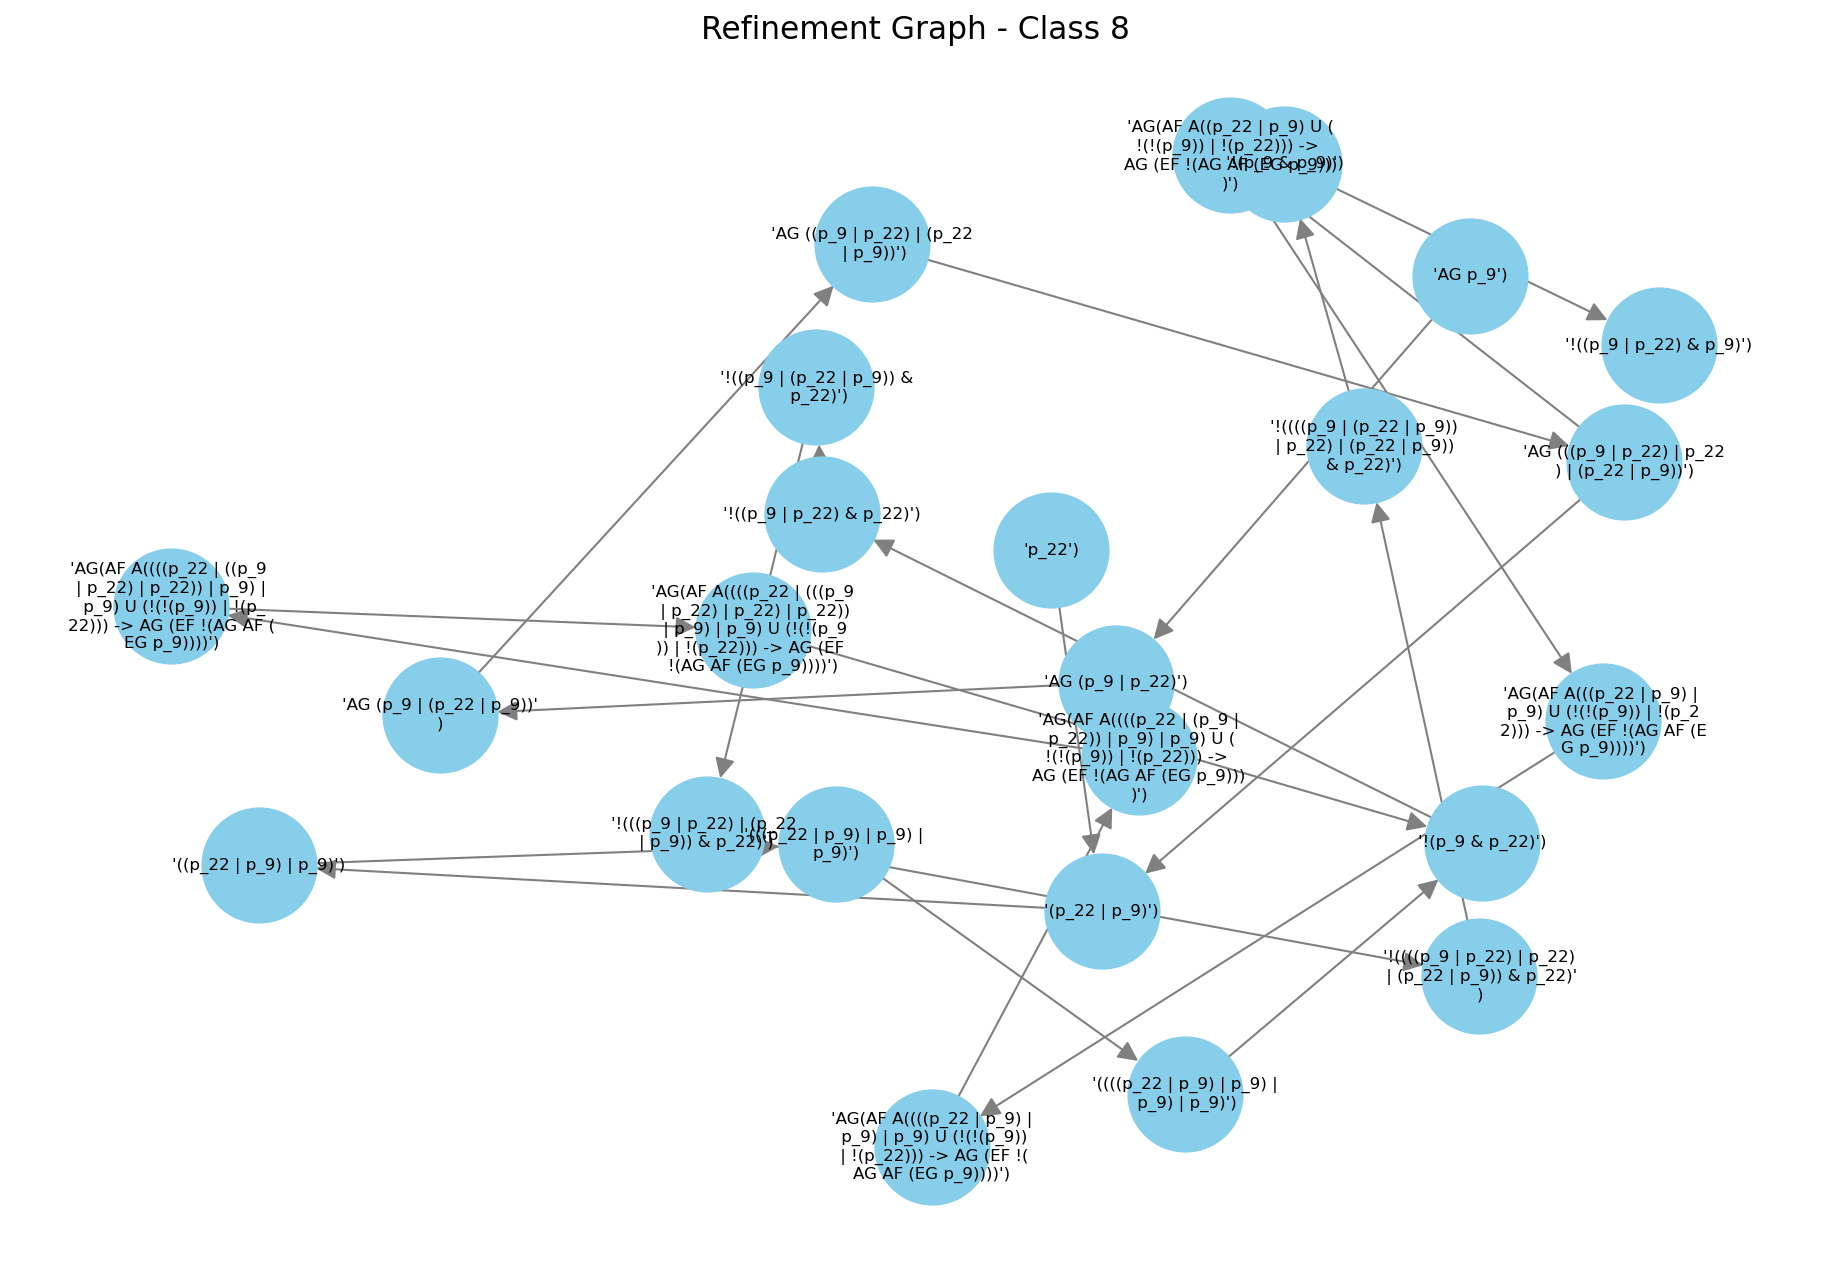 Refinement Graph - Class 8
'AG(AF A((p_22 | p_9) U (
!(!(p_9)) | !(p_22))) ->
AG (EF !(AG AF (EG p_9))))
)')
'!(p_9 & p_9)')
'AG ((p_9 | p_22) | (p_22
| p_9))')
'AG p_9')
'!((p_9 | p_22) & p_9)')
'!((p_9 | (p_22 | p_9)) &
p_22)')
'!((((p_9 | (p_22 | p_9))
| p_22) | (p_22 | p_9))
& p_22)')
'AG (((p_9 | p_22) | p_22
) | (p_22 | p_9))')
'!((p_9 | p_22) & p_22)')
'p_22')
'AG(AF A((((p_22 | ((p_9
| p_22) | p_22)) | p_9) |
p_9) U (!(!(p_9)) | !(p_
22))) -> AG (EF !(AG AF (
EG p_9))))')
'AG(AF A((((p_22 | (((p_9
| p_22) | p_22) | p_22))
| p_9) | p_9) U (!(!(p_9
)) | !(p_22))) -> AG (EF
!(AG AF (EG p_9))))')
'AG (p_9 | p_22)')
'AG (p_9 | (p_22 | p_9))'
)
'AG(AF A(((p_22 | p_9) |
p_9) U (!(!(p_9)) | !(p_2
2))) -> AG (EF !(AG AF (E
G p_9))))')
'AG(AF A((((p_22 | (p_9 |
p_22)) | p_9) | p_9) U (
!(!(p_9)) | !(p_22))) ->
AG (EF !(AG AF (EG p_9)))
)')
'!(((p_9 | p_22) | (p_22
| p_9)) & p_22)')
'(((p_22 | p_9) | p_9) |
p_9)')
'!(p_9 & p_22)')
'((p_22 | p_9) | p_9)')
'(p_22 | p_9)')
'!((((p_9 | p_22) | p_22)
| (p_22 | p_9)) & p_22)'
)
'((((p_22 | p_9) | p_9) |
p_9) | p_9)')
'AG(AF A((((p_22 | p_9) |
p_9) | p_9) U (!(!(p_9))
| !(p_22))) -> AG (EF !(
AG AF (EG p_9))))')